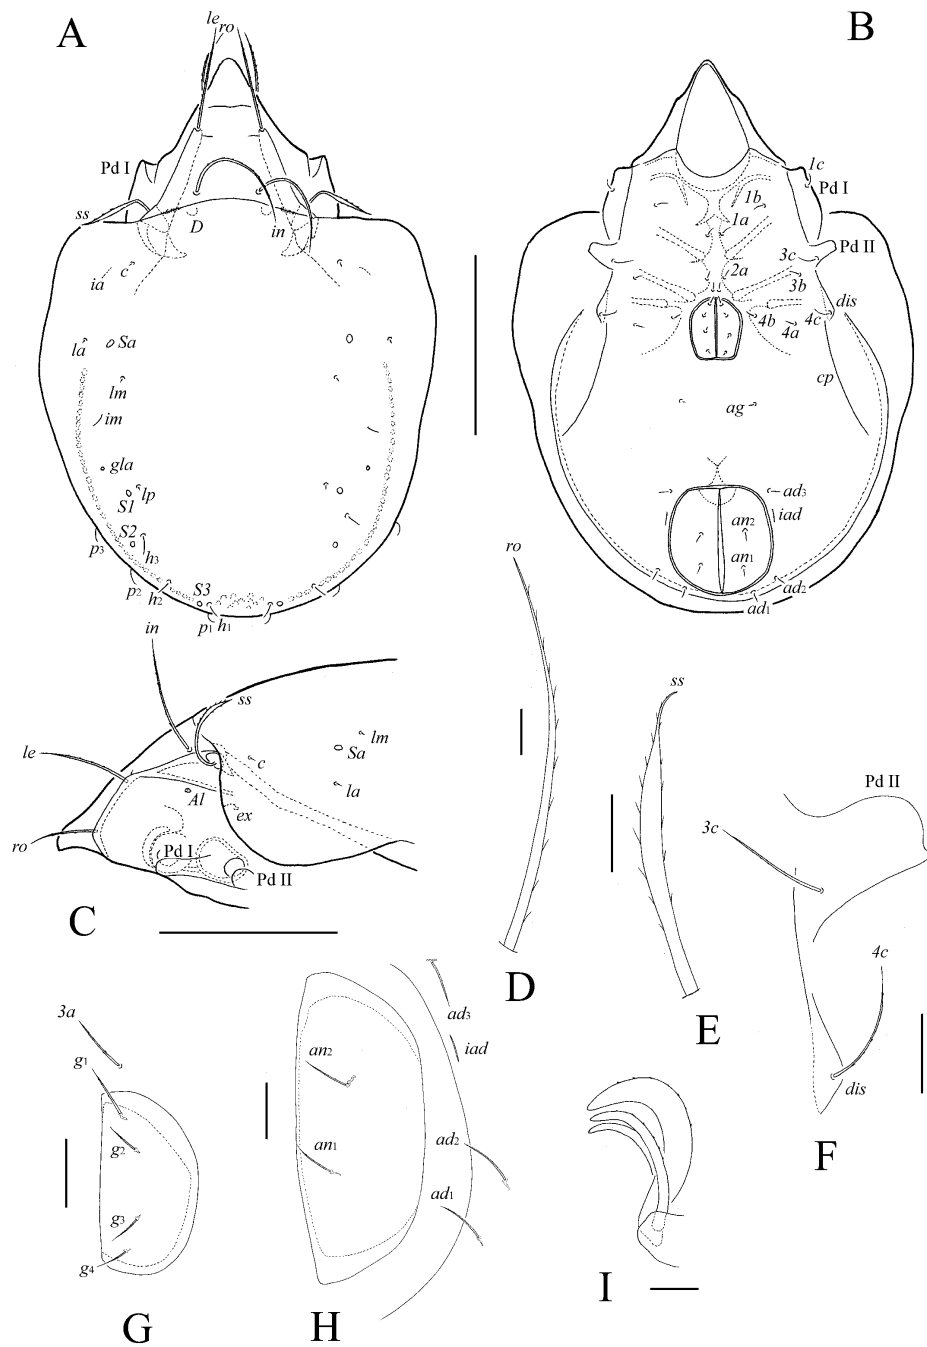 A
le
ro
Pd I
ss
D
in
ia
c
la
Sa
lm
im
gla
S1
lp
S2
h3
p3
p2
h2
S3
p1
h1
B
1c
Pd I
1b
1a
Pd II
2a
3c
3b
dis
4b
4a
4c
cp
ag
ad3
iad
an2
an1
ad2
ad1
in
ss
le
lm
Sa
c
la
Al
ex
ro
Pd I
Pd II
C
ro
D
ss
E
Pd II
3c
4c
dis
F
3a
g1
g2
g3
g4
G
ad3
iad
an2
an1
ad2
ad1
H
I